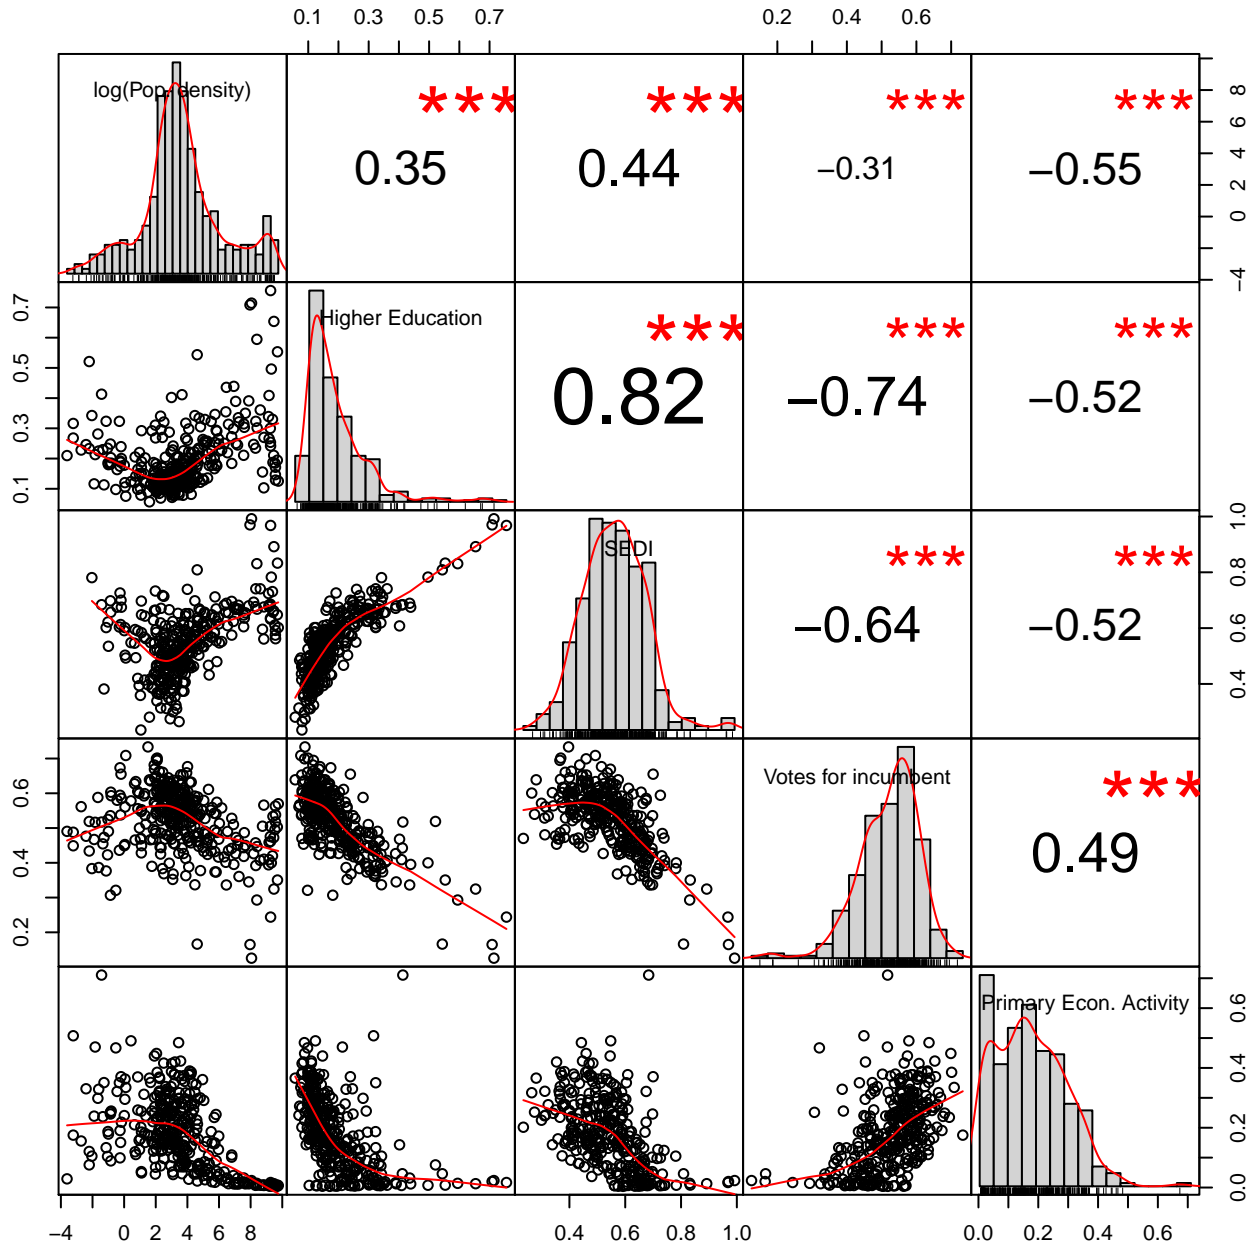 0.1 0.3 0.5 0.7 0.2 0.4 0.6
log(Pop. density) *** *** *** ***
0.35 0.44 −0.31 −0.55
−4 0 2 4 6 8
Higher Education *** *** ***
0.82 −0.74 −0.52
0.1 0.3 0.5 0.7
SEDI *** ***
−0.64 −0.52
0.4 0.6 0.8 1.0
Votes for incumbent ***
0.49
0.2 0.4 0.6
Primary Econ. Activity
0.0 0.2 0.4 0.6
−4 0 2 4 6 8 0.4 0.6 0.8 1.0 0.0 0.2 0.4 0.6